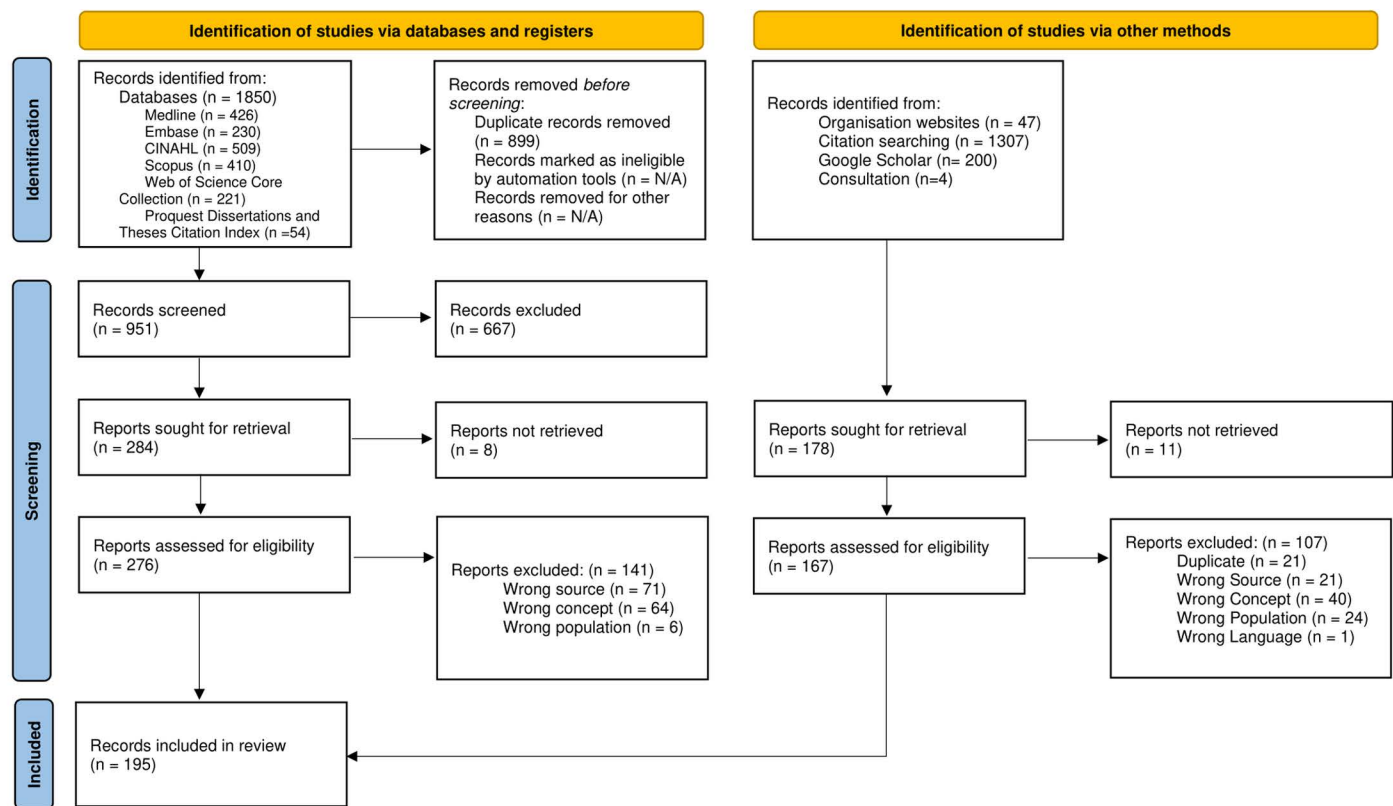 Identification of studies via databases and registers
Identification of studies via other methods
Identification
Records identified from:
Databases (n = 1850)
Medline (n = 426)
Embase (n = 230)
CINAHL (n = 509)
Scopus (n = 410)
Web of Science Core
Collection (n = 221)
Proquest Dissertations and
Theses Citation Index (n =54)
Records removed before
screening:
Duplicate records removed
(n = 899)
Records marked as ineligible
by automation tools (n = N/A)
Records removed for other
reasons (n = N/A)
Records identified from:
Organisation websites (n = 47)
Citation searching (n = 1307)
Google Scholar (n= 200)
Consultation (n=4)
Screening
Records screened
(n = 951)
Records excluded
(n = 667)
Reports sought for retrieval
(n = 284)
Reports not retrieved
(n = 8)
Reports sought for retrieval
(n = 178)
Reports not retrieved
(n = 11)
Reports assessed for eligibility
(n = 276)
Reports excluded: (n = 141)
Wrong source (n = 71)
Wrong concept (n = 64)
Wrong population (n = 6)
Reports assessed for eligibility
(n = 167)
Reports excluded: (n = 107)
Duplicate (n = 21)
Wrong Source (n = 21)
Wrong Concept (n = 40)
Wrong Population (n = 24)
Wrong Language (n = 1)
Included
Records included in review
(n = 195)